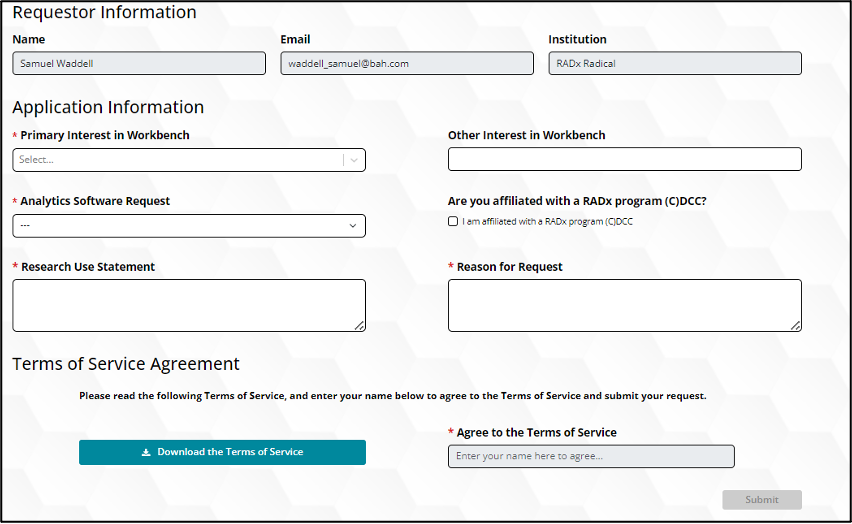 Requestor Information
Name Email Institution
Samuel Waddell waddell_samuel@bah.com RADx Radical
Application Information
* Primary Interest in Workbench Other Interest in Workbench
Select...
* Analytics Software Request Are you affiliated with a RADx program (C)DCC?
--- I am affiliated with a RADx program (C)DCC
* Research Use Statement * Reason for Request
Terms of Service Agreement
Please read the following Terms of Service, and enter your name below to agree to the Terms of Service and submit your request.
* Agree to the Terms of Service
Download the Terms of Service
Enter your name here to agree...
Submit